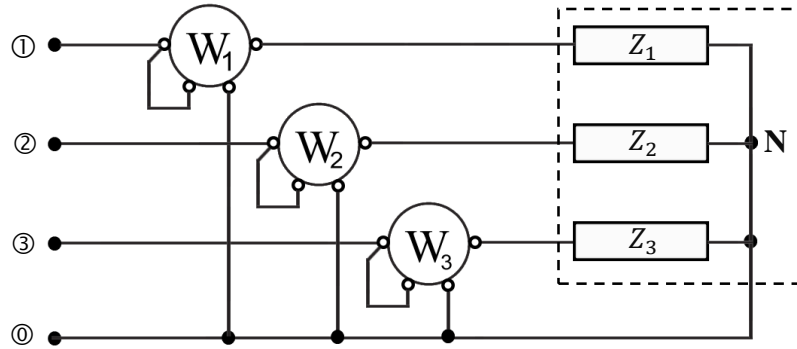 ① W₁ Z₁
② W₂ Z₂ N
③ W₃ Z₃
⓪